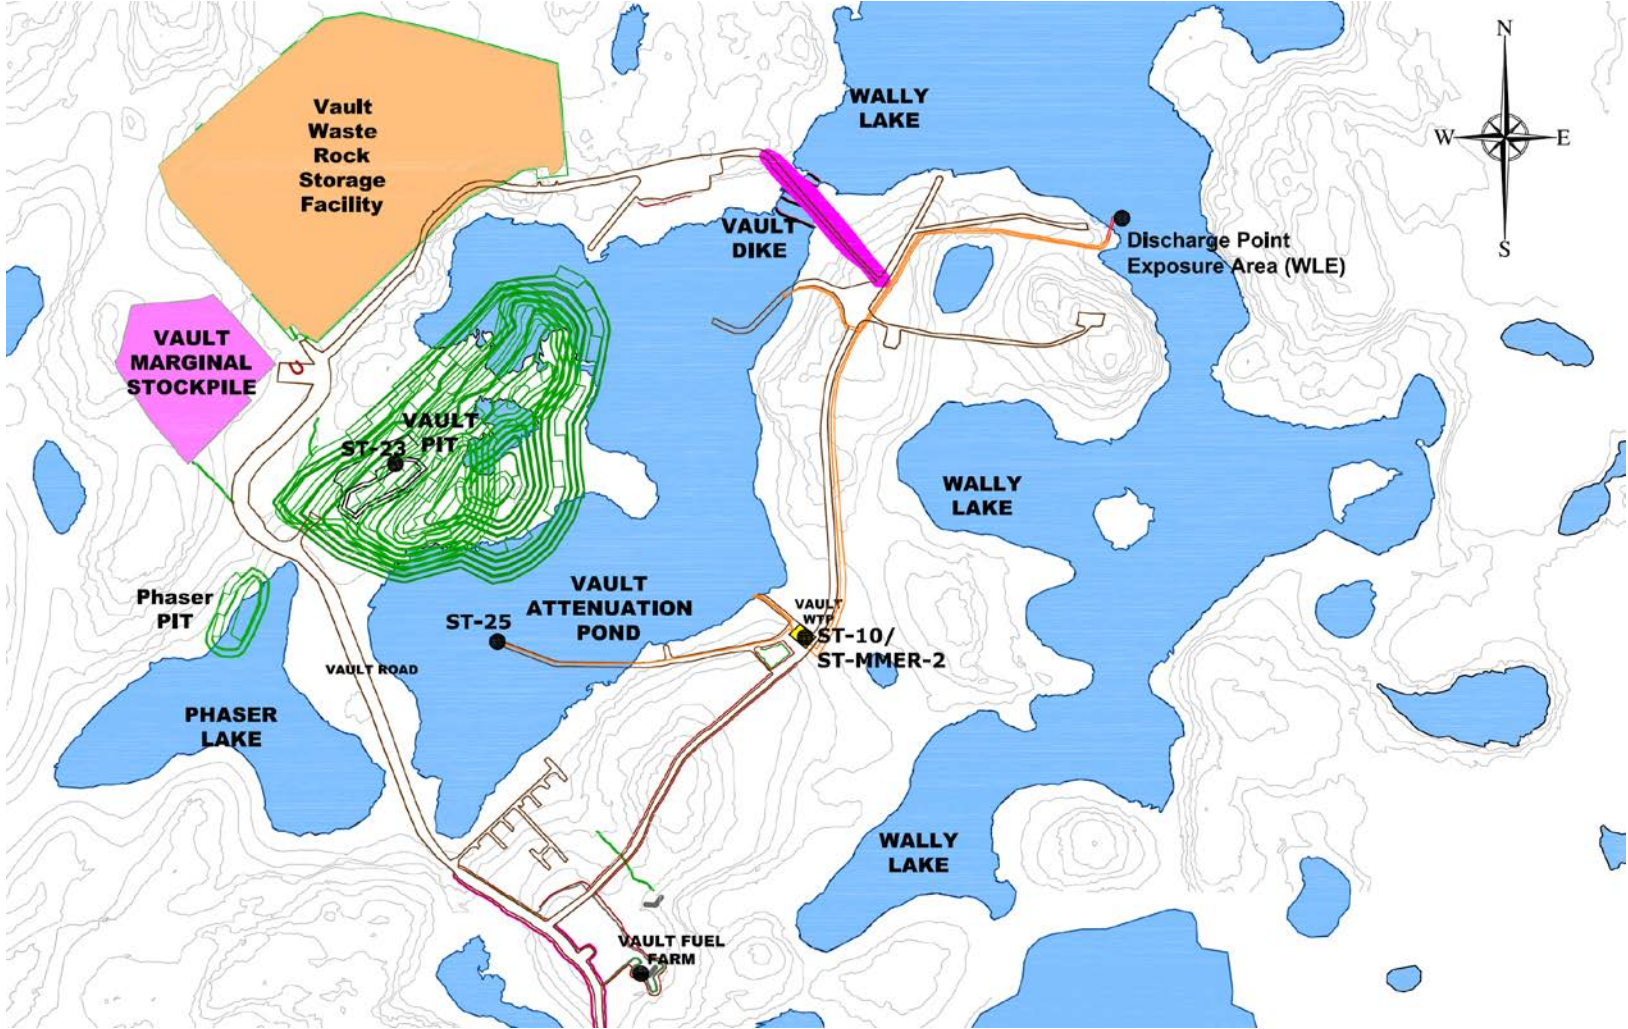 N
W
E
S
Vault
Waste
Rock
Storage
Facility
WALLY
LAKE
VAULT
DIKE
Discharge Point
Exposure Area (WLE)
VAULT
MARGINAL
STOCKPILE
VAULT
PIT
ST-23
WALLY
LAKE
Phaser
PIT
VAULT
ATTENUATION
POND
ST-25
VAULT
WTP
ST-10/
ST-MMER-2
VAULT ROAD
PHASER
LAKE
WALLY
LAKE
VAULT FUEL
FARM